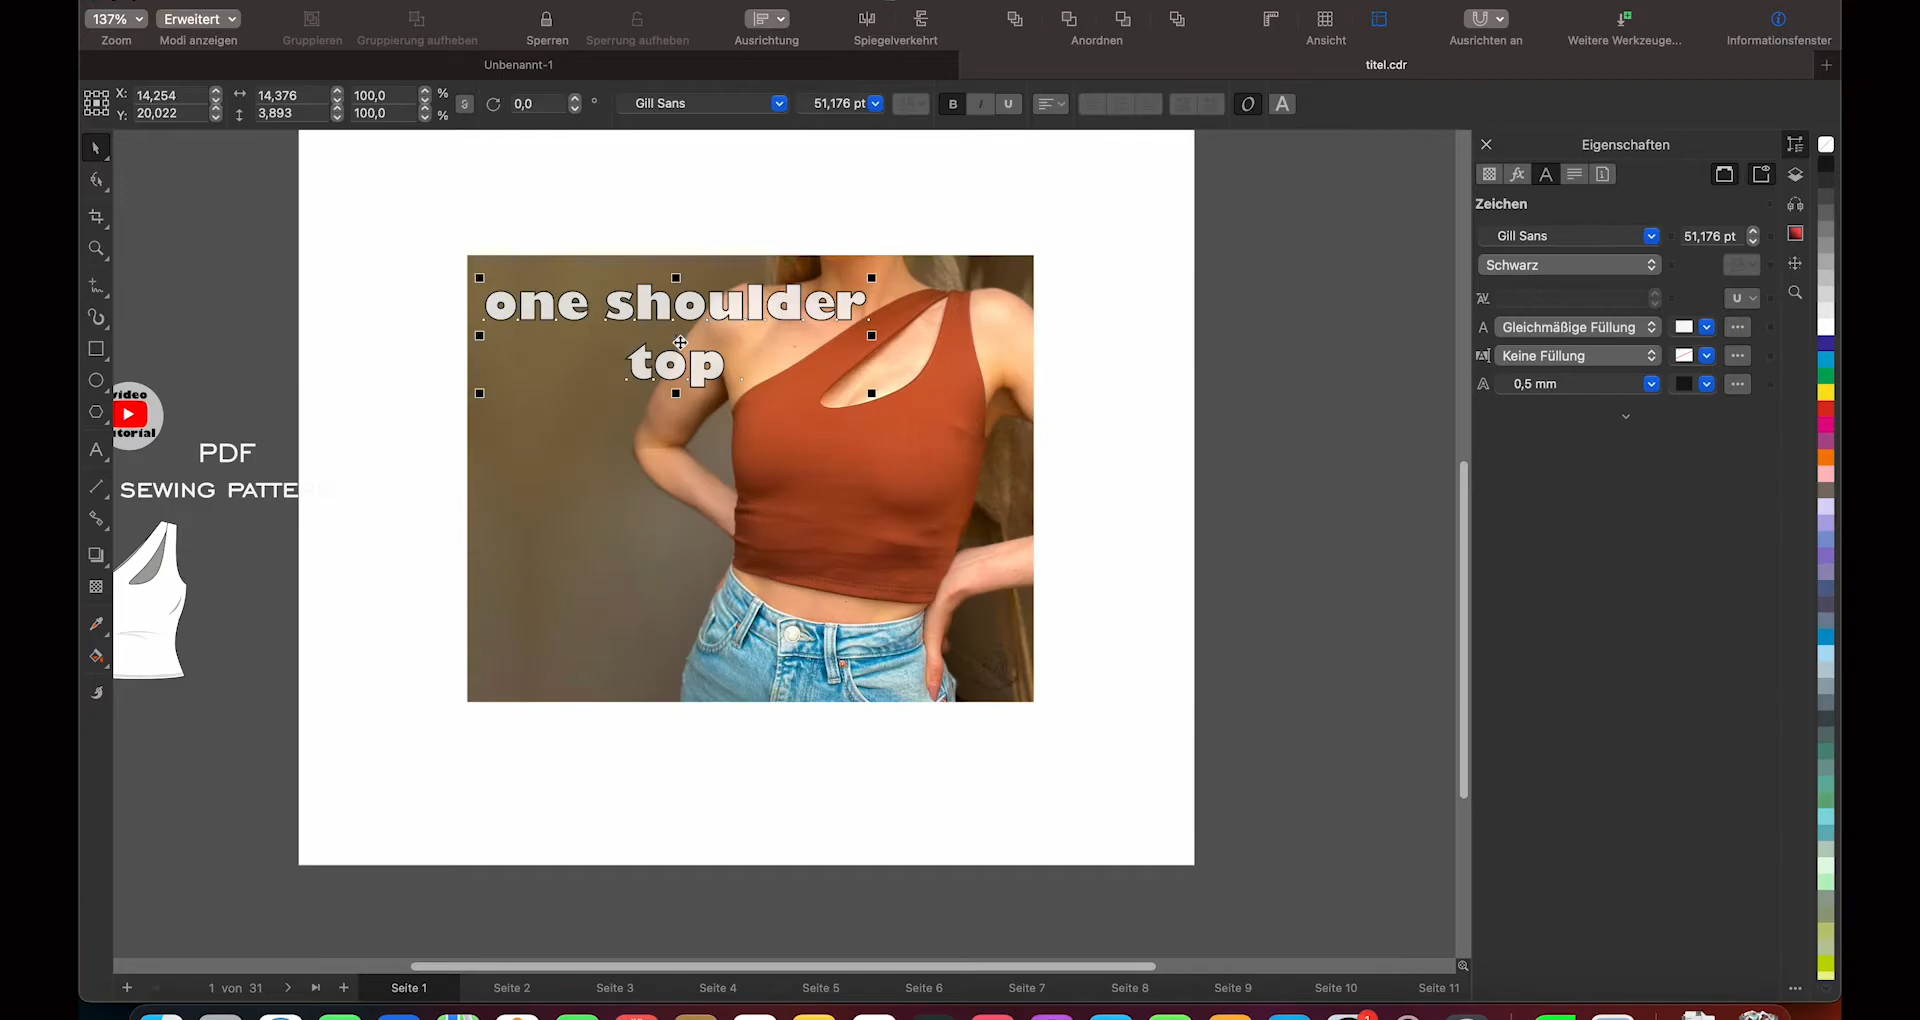 137%
Erweitert
Zoom
Modi anzeigen
Gruppieren
Gruppierung aufheben
Sperren
Sperrung aufheben
Ausrichtung
Spiegelverkehrt
Anordnen
Ansicht
Ausrichten an
Weitere Werkzeuge...
Informationsfenster
Unbenannt-1
titel.cdr
X: 14,254
14,376
100,0 %
Y: 20,022
3,893
100,0 %
0,0 °
Gill Sans
51,176 pt
B I U
O A
Eigenschaften
Zeichen
Gill Sans
51,176 pt
Schwarz
U
Gleichmäßige Füllung
Keine Füllung
0,5 mm
one shoulder
top
video
utorial
PDF
SEWING PATTE
1 von 31
Seite 1
Seite 2
Seite 3
Seite 4
Seite 5
Seite 6
Seite 7
Seite 8
Seite 9
Seite 10
Seite 11